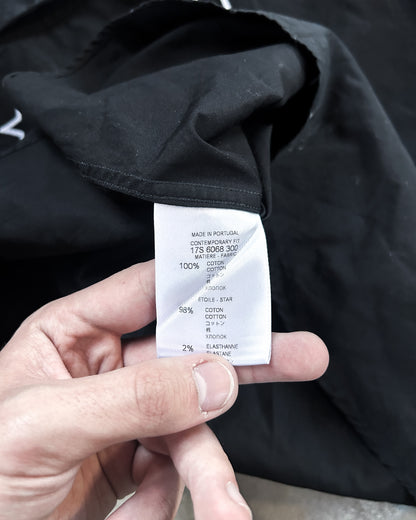 MADE IN PORTUGAL
CONTEMPORARY FIT
17S 6068 300
MATIERE - FABRIC
100% COTON
COTTON
コットン
棉
ХЛОПОК
ETOILE - STAR
98% COTON
COTTON
コットン
棉
ХЛОПОК
2% ELASTHANNE
ELASTANE